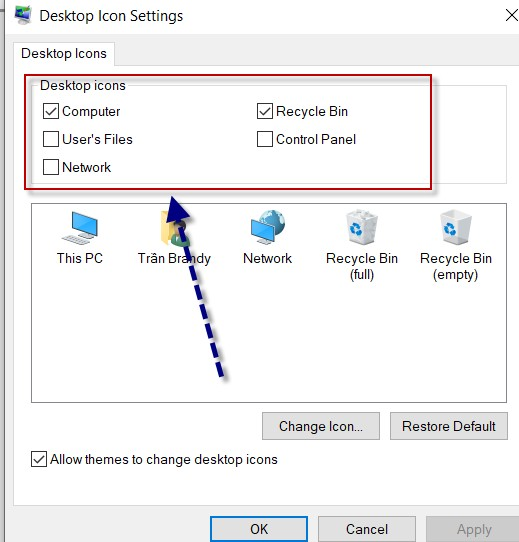 Desktop Icon Settings
Desktop Icons
Desktop icons
Computer
Recycle Bin
User's Files
Control Panel
Network
This PC
Trần Brandy
Network
Recycle Bin
(full)
Recycle Bin
(empty)
Change Icon...
Restore Default
Allow themes to change desktop icons
OK
Cancel
Apply